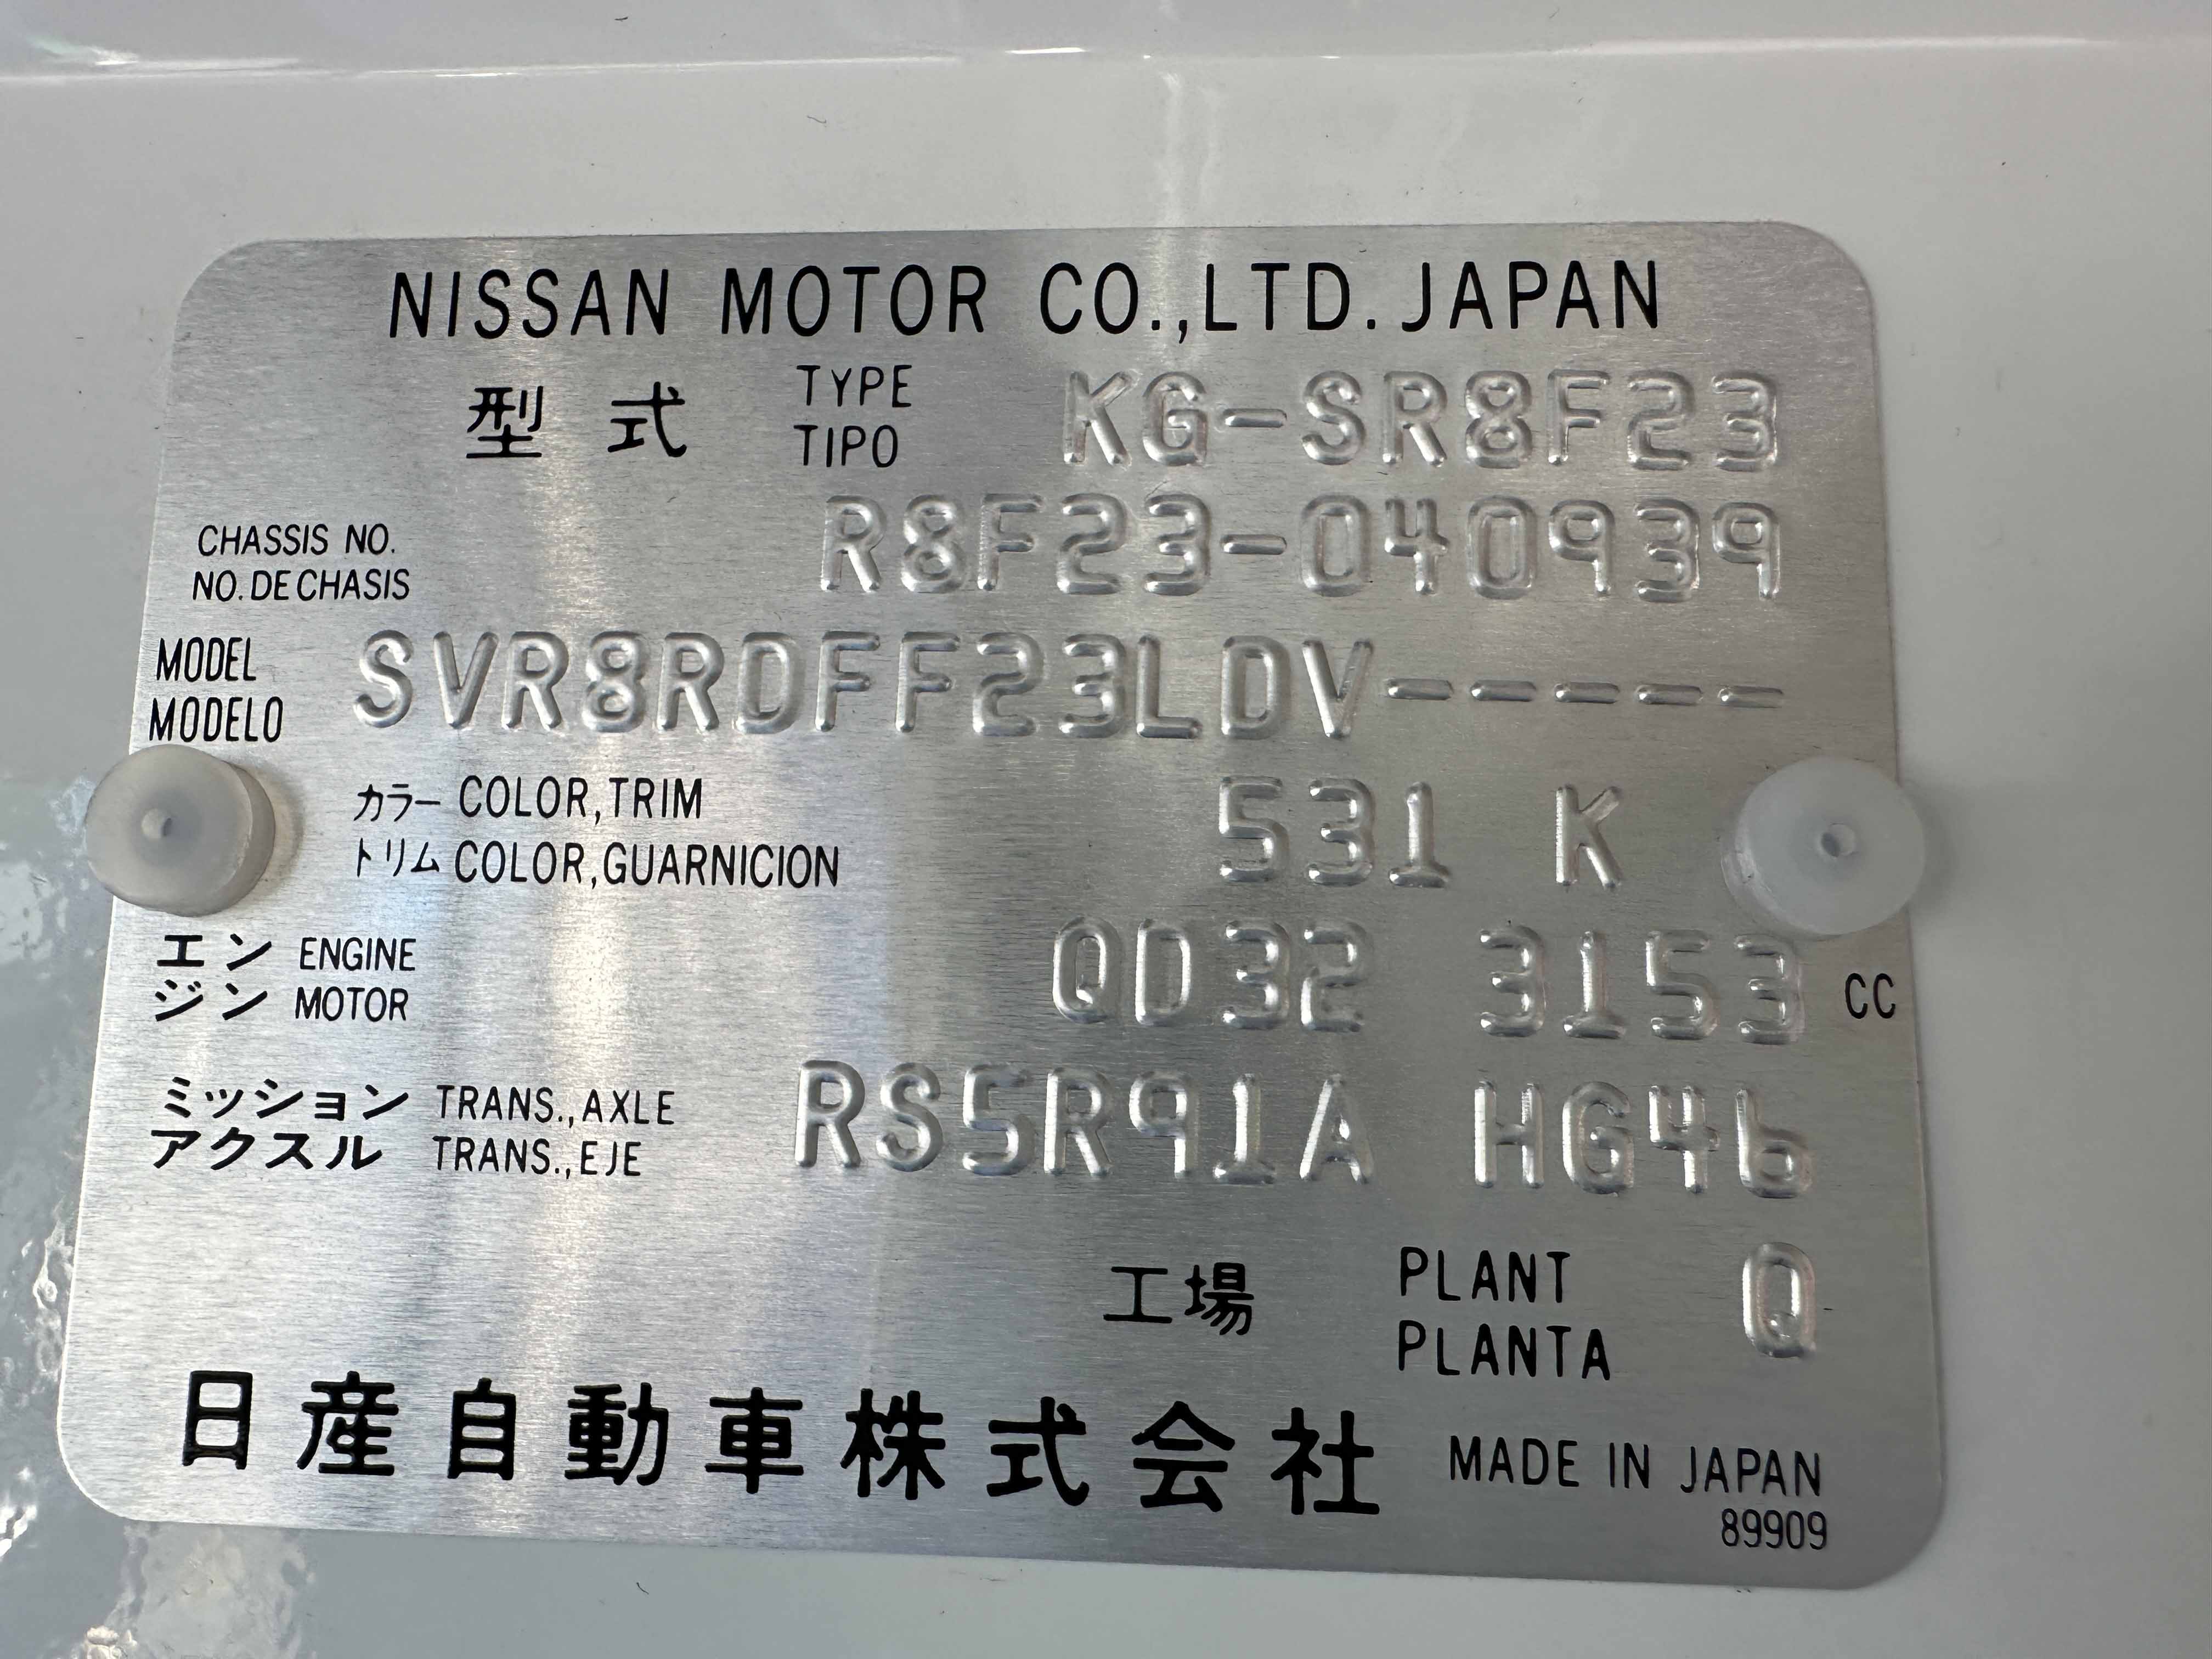 NISSAN MOTOR CO.,LTD. JAPAN
型式 TYPE KG-SR8F23
TIPO
CHASSIS NO. R8F23-040939
NO. DE CHASIS
MODEL SVR8RDFF23LDV-----
MODELO
カラー COLOR,TRIM 531 K
トリム COLOR,GUARNICION
エン ENGINE QD32 3153 CC
ジン MOTOR
ミッション TRANS.,AXLE RS5R91A HG46
アクスル TRANS.,EJE
工場 PLANT Q
PLANTA
日産自動車株式会社 MADE IN JAPAN
89909